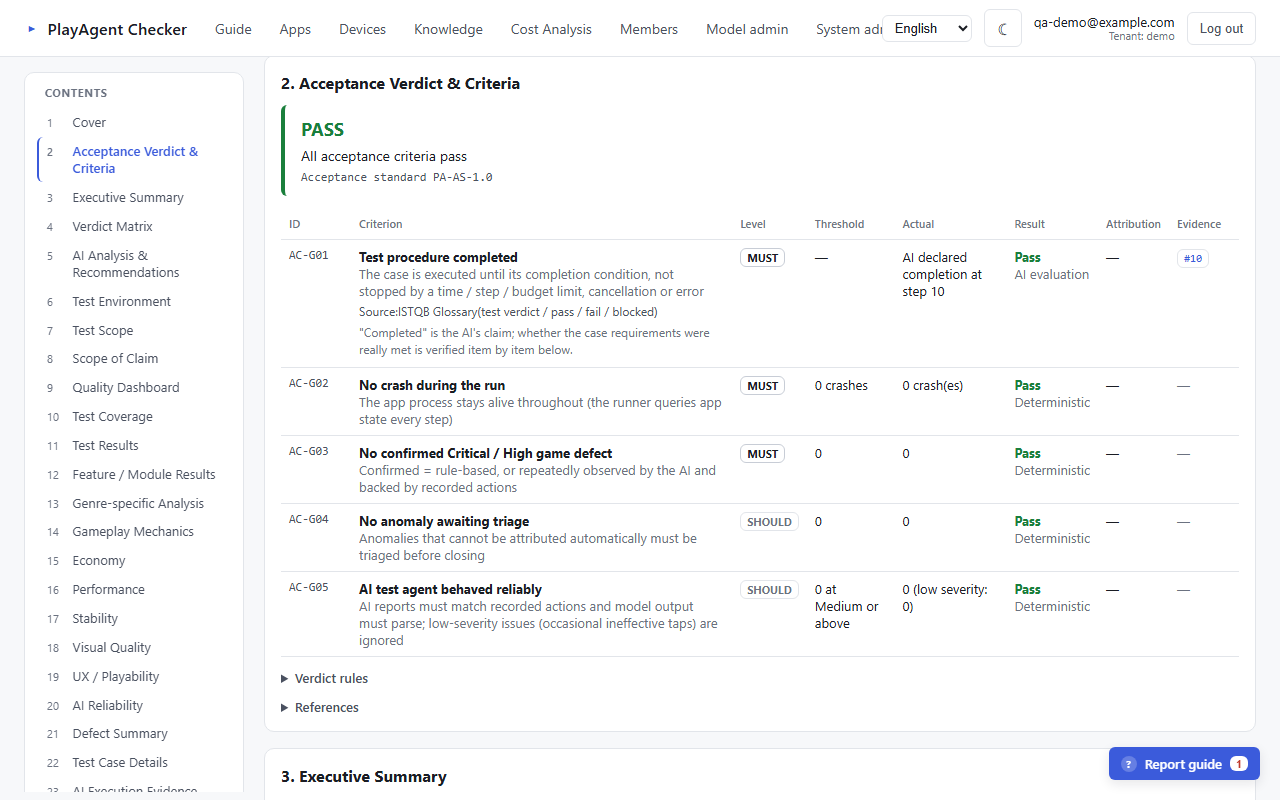 PlayAgent Checker
Guide
Apps
Devices
Knowledge
Cost Analysis
Members
Model admin
System adm
English
qa-demo@example.com
Tenant: demo
Log out
CONTENTS
1 Cover
2 Acceptance Verdict &
Criteria
3 Executive Summary
4 Verdict Matrix
5 AI Analysis &
Recommendations
6 Test Environment
7 Test Scope
8 Scope of Claim
9 Quality Dashboard
10 Test Coverage
11 Test Results
12 Feature / Module Results
13 Genre-specific Analysis
14 Gameplay Mechanics
15 Economy
16 Performance
17 Stability
18 Visual Quality
19 UX / Playability
20 AI Reliability
21 Defect Summary
22 Test Case Details
23 AI Execution Evidence
2. Acceptance Verdict & Criteria
PASS
All acceptance criteria pass
Acceptance standard PA-AS-1.0
ID Criterion Level Threshold Actual Result Attribution Evidence
AC-G01 Test procedure completed MUST — AI declared Pass — #10
The case is executed until its completion condition, not completion at AI evaluation
stopped by a time / step / budget limit, cancellation or error step 10
Source:ISTQB Glossary(test verdict / pass / fail / blocked)
"Completed" is the AI's claim; whether the case requirements were
really met is verified item by item below.
AC-G02 No crash during the run MUST 0 crashes 0 crash(es) Pass — —
The app process stays alive throughout (the runner queries app Deterministic
state every step)
AC-G03 No confirmed Critical / High game defect MUST 0 0 Pass — —
Confirmed = rule-based, or repeatedly observed by the AI and Deterministic
backed by recorded actions
AC-G04 No anomaly awaiting triage SHOULD 0 0 Pass — —
Anomalies that cannot be attributed automatically must be Deterministic
triaged before closing
AC-G05 AI test agent behaved reliably SHOULD 0 at 0 (low severity: Pass — —
AI reports must match recorded actions and model output Medium or 0) Deterministic
must parse; low-severity issues (occasional ineffective taps) are above
ignored
Verdict rules
References
3. Executive Summary
? Report guide 1